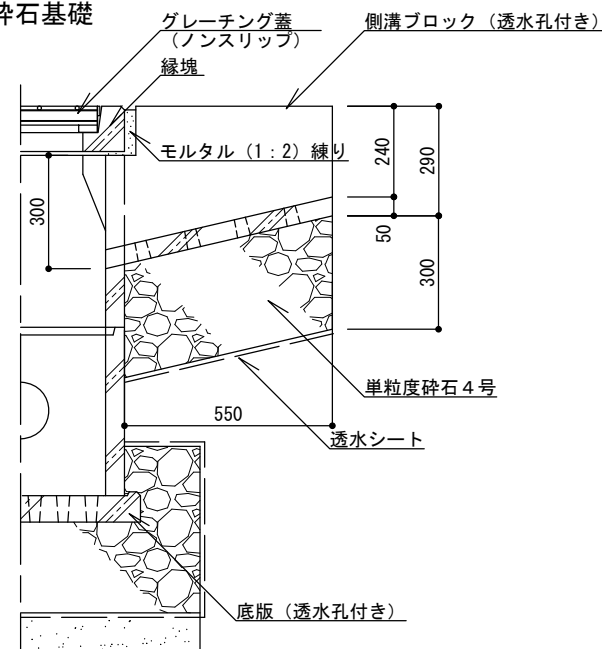 砕石基礎
グレーチング蓋
（ノンスリップ）
側溝ブロック（透水孔付き）
縁塊
モルタル（1：2）練り
300
240
290
50
300
単粒度砕石４号
550
透水シート
底版（透水孔付き）